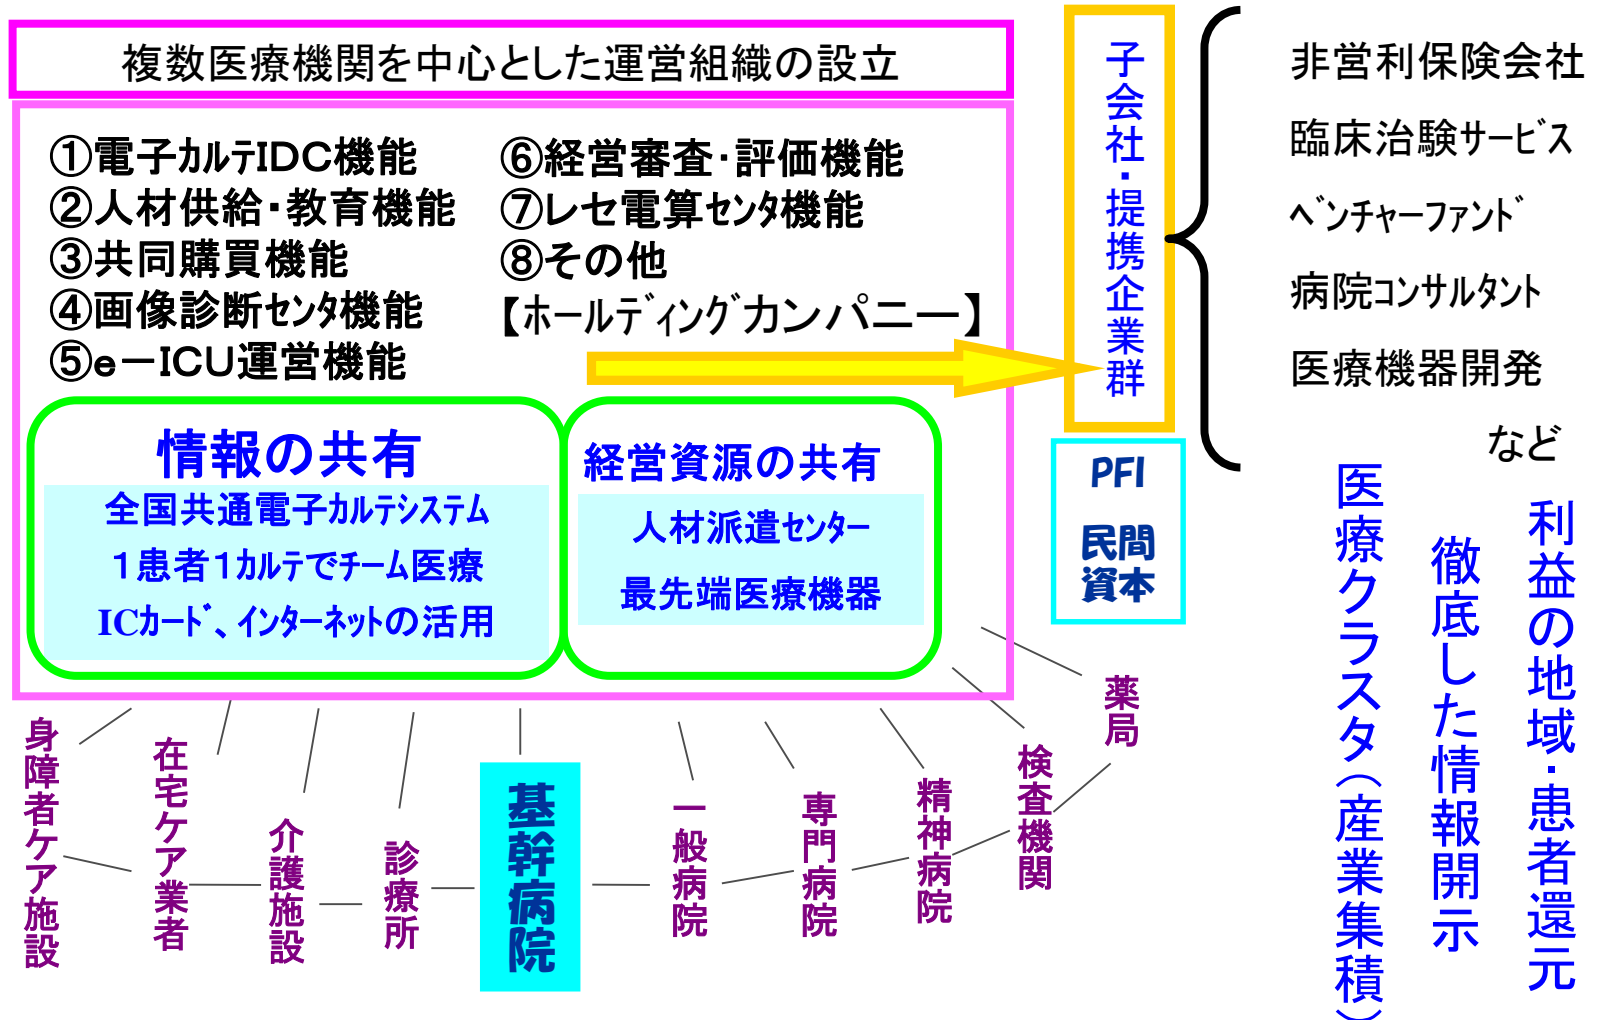 複数医療機関を中心とした運営組織の設立
①電子ｶﾙﾃIDC機能
②人材供給・教育機能
③共同購買機能
④画像診断ｾﾝﾀ機能
⑤e－ICU運営機能
⑥経営審査・評価機能
⑦レセ電算ｾﾝﾀ機能
⑧その他
【ﾎｰﾙﾃﾞｨﾝｸﾞカンパニー】
情報の共有
全国共通電子ｶﾙﾃｼｽﾃﾑ
１患者１ｶﾙﾃでﾁｰﾑ医療
ICｶｰﾄﾞ、ｲﾝﾀｰﾈｯﾄの活用
経営資源の共有
人材派遣ｾﾝﾀｰ
最先端医療機器
子会社・提携企業群
PFI
民間
資本
非営利保険会社
臨床治験ｻｰﾋﾞｽ
ﾍﾞﾝﾁｬｰﾌｧﾝﾄﾞ
病院ｺﾝｻﾙﾀﾝﾄ
医療機器開発
など
利益の地域・患者還元
徹底した情報開示
医療クラスタ（産業集積）
身障者ケア施設
在宅ケア業者
介護施設
診療所
基幹病院
一般病院
専門病院
精神病院
検査機関
薬局